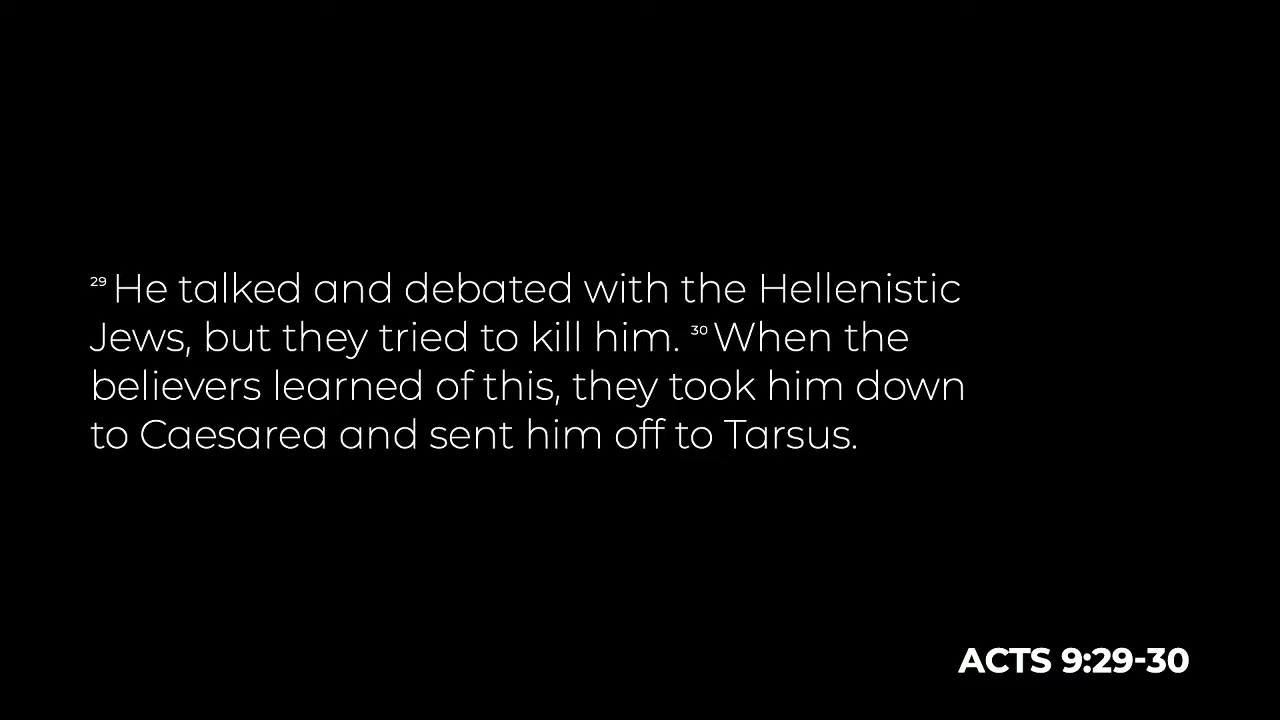 29 He talked and debated with the Hellenistic
Jews, but they tried to kill him. 30 When the
believers learned of this, they took him down
to Caesarea and sent him off to Tarsus.
ACTS 9:29-30